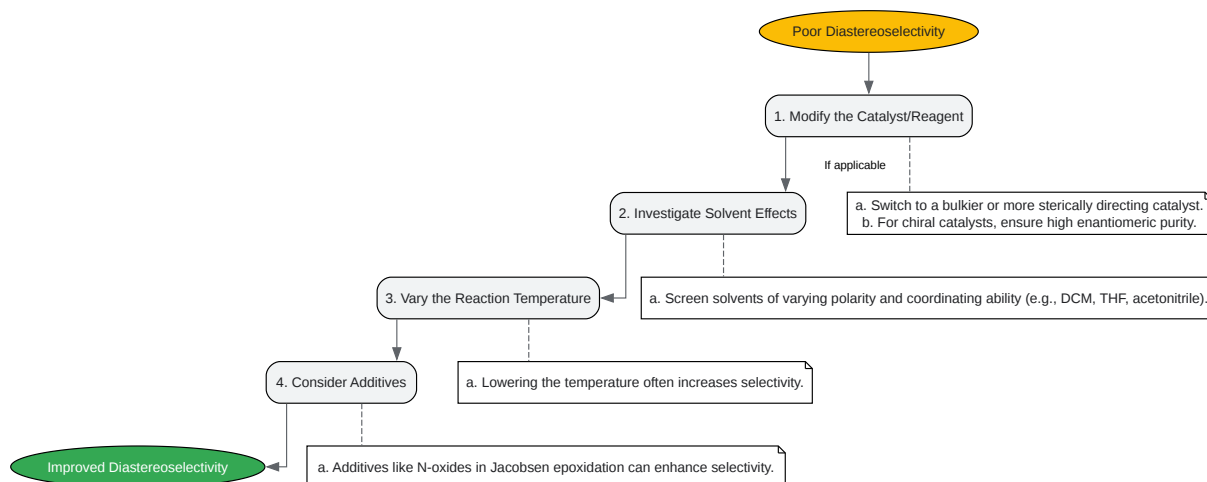 Poor Diastereoselectivity
1. Modify the Catalyst/Reagent
If applicable
a. Switch to a bulkier or more sterically directing catalyst.
b. For chiral catalysts, ensure high enantiomeric purity.
2. Investigate Solvent Effects
a. Screen solvents of varying polarity and coordinating ability (e.g., DCM, THF, acetonitrile).
3. Vary the Reaction Temperature
a. Lowering the temperature often increases selectivity.
4. Consider Additives
a. Additives like N-oxides in Jacobsen epoxidation can enhance selectivity.
Improved Diastereoselectivity